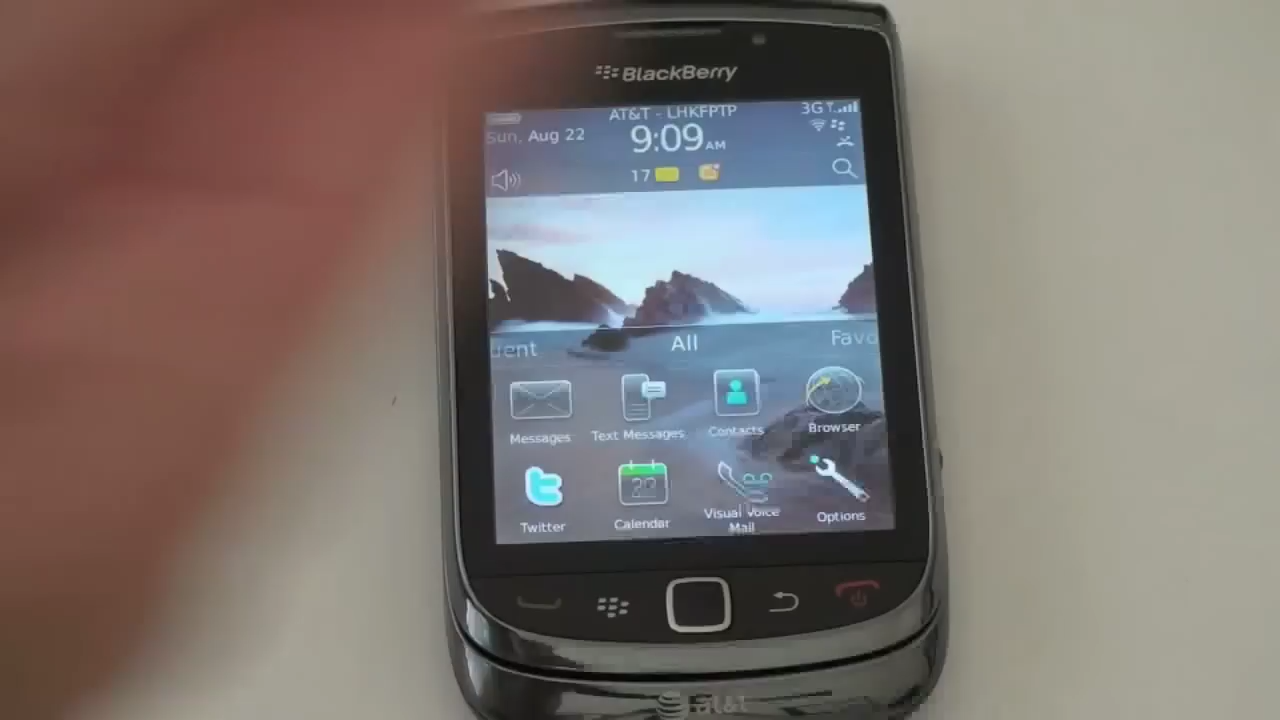 BlackBerry
AT&T - LHKFPTP
3G
Sun, Aug 22
9:09 AM
17
uent
All
Favo
Messages
Text Messages
Contacts
Browser
22
Twitter
Calendar
Visual Voice
Mail
Options
at&t